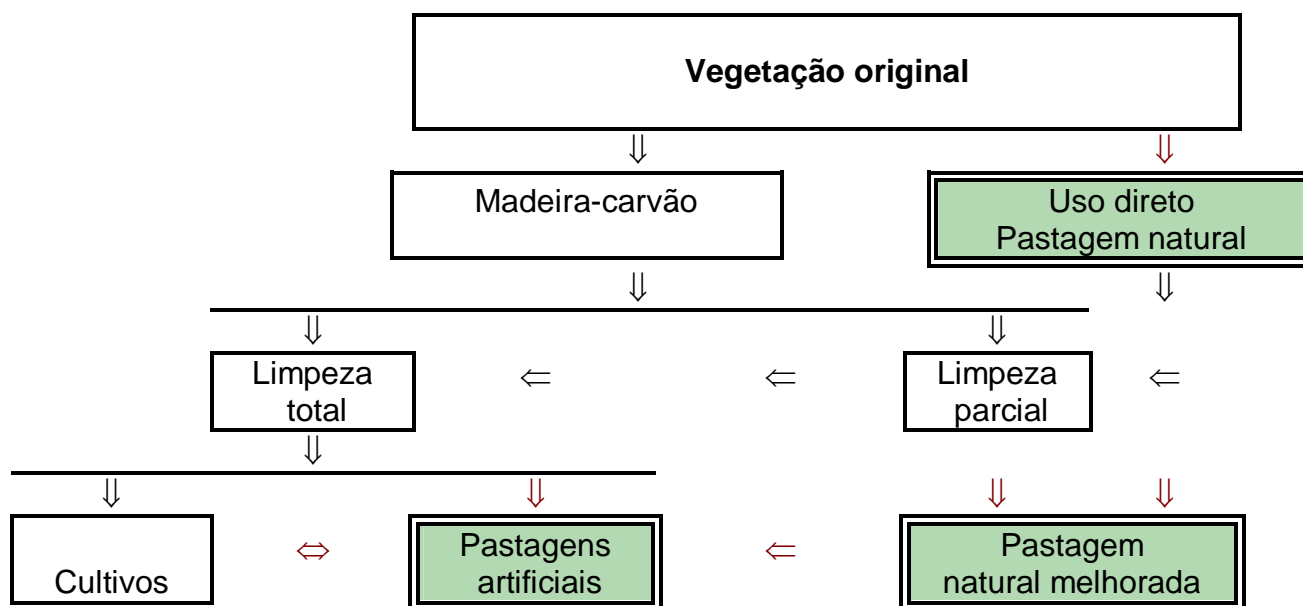 Vegetação original
Madeira-carvão
Uso direto
Pastagem natural
Limpeza
total
Limpeza
parcial
Cultivos
Pastagens
artificiais
Pastagem
natural melhorada